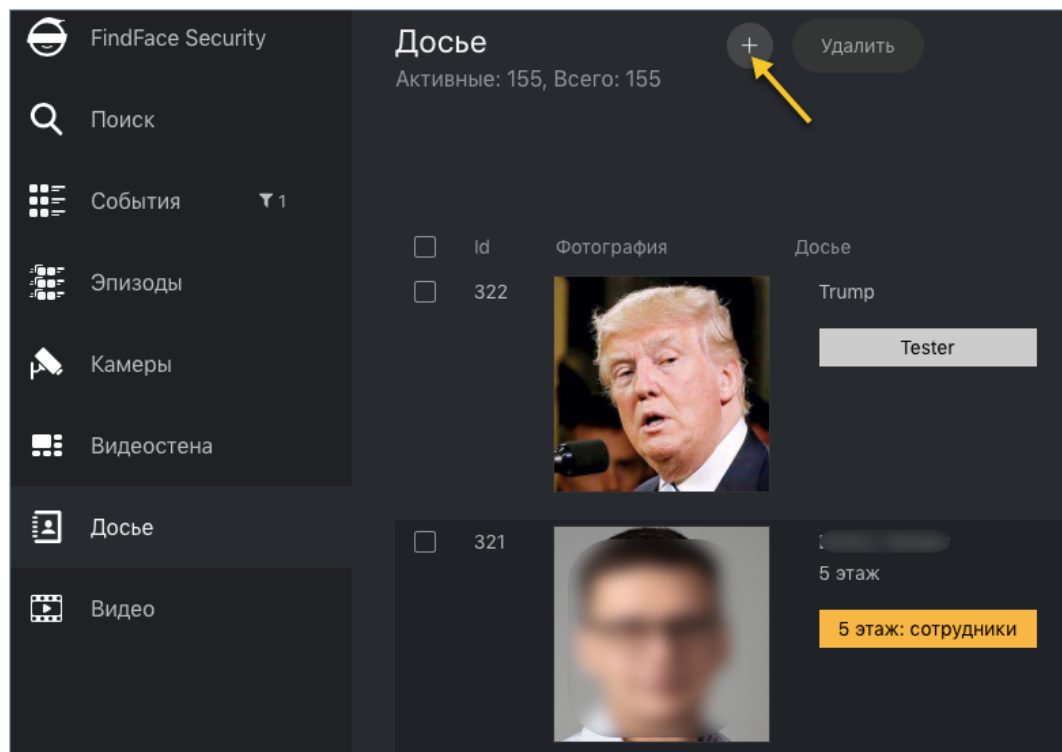 FindFace Security
Поиск
События 1
Эпизоды
Камеры
Видеостена
Досье
Видео
Досье
+ Удалить
Активные: 155, Всего: 155
Id Фотография Досье
322 Trump
Tester
321
5 этаж
5 этаж: сотрудники